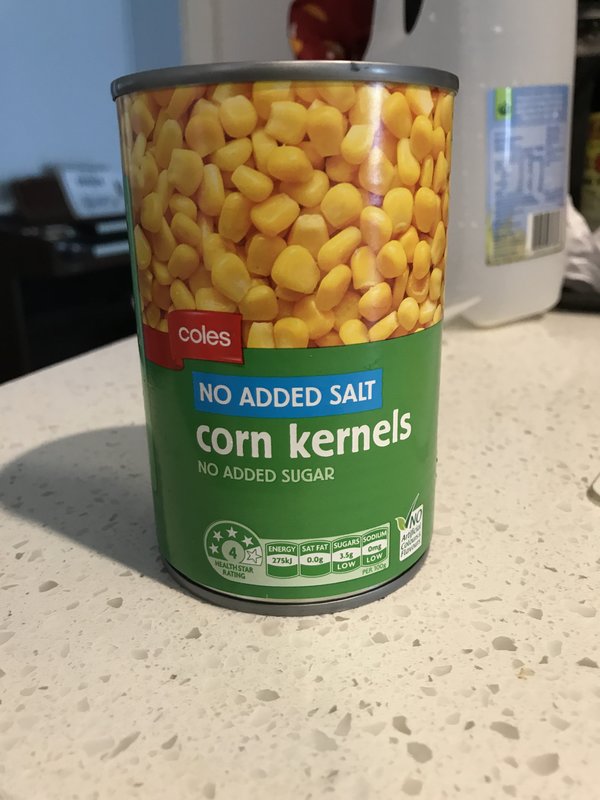 coles
NO ADDED SALT
corn kernels
NO ADDED SUGAR
4
HEALTH STAR
RATING
ENERGY
275kJ
SAT FAT
0.0g
SUGARS
3.5g
LOW
SODIUM
0mg
LOW
PER 100g
NO
Artificial
Colours or
Flavours